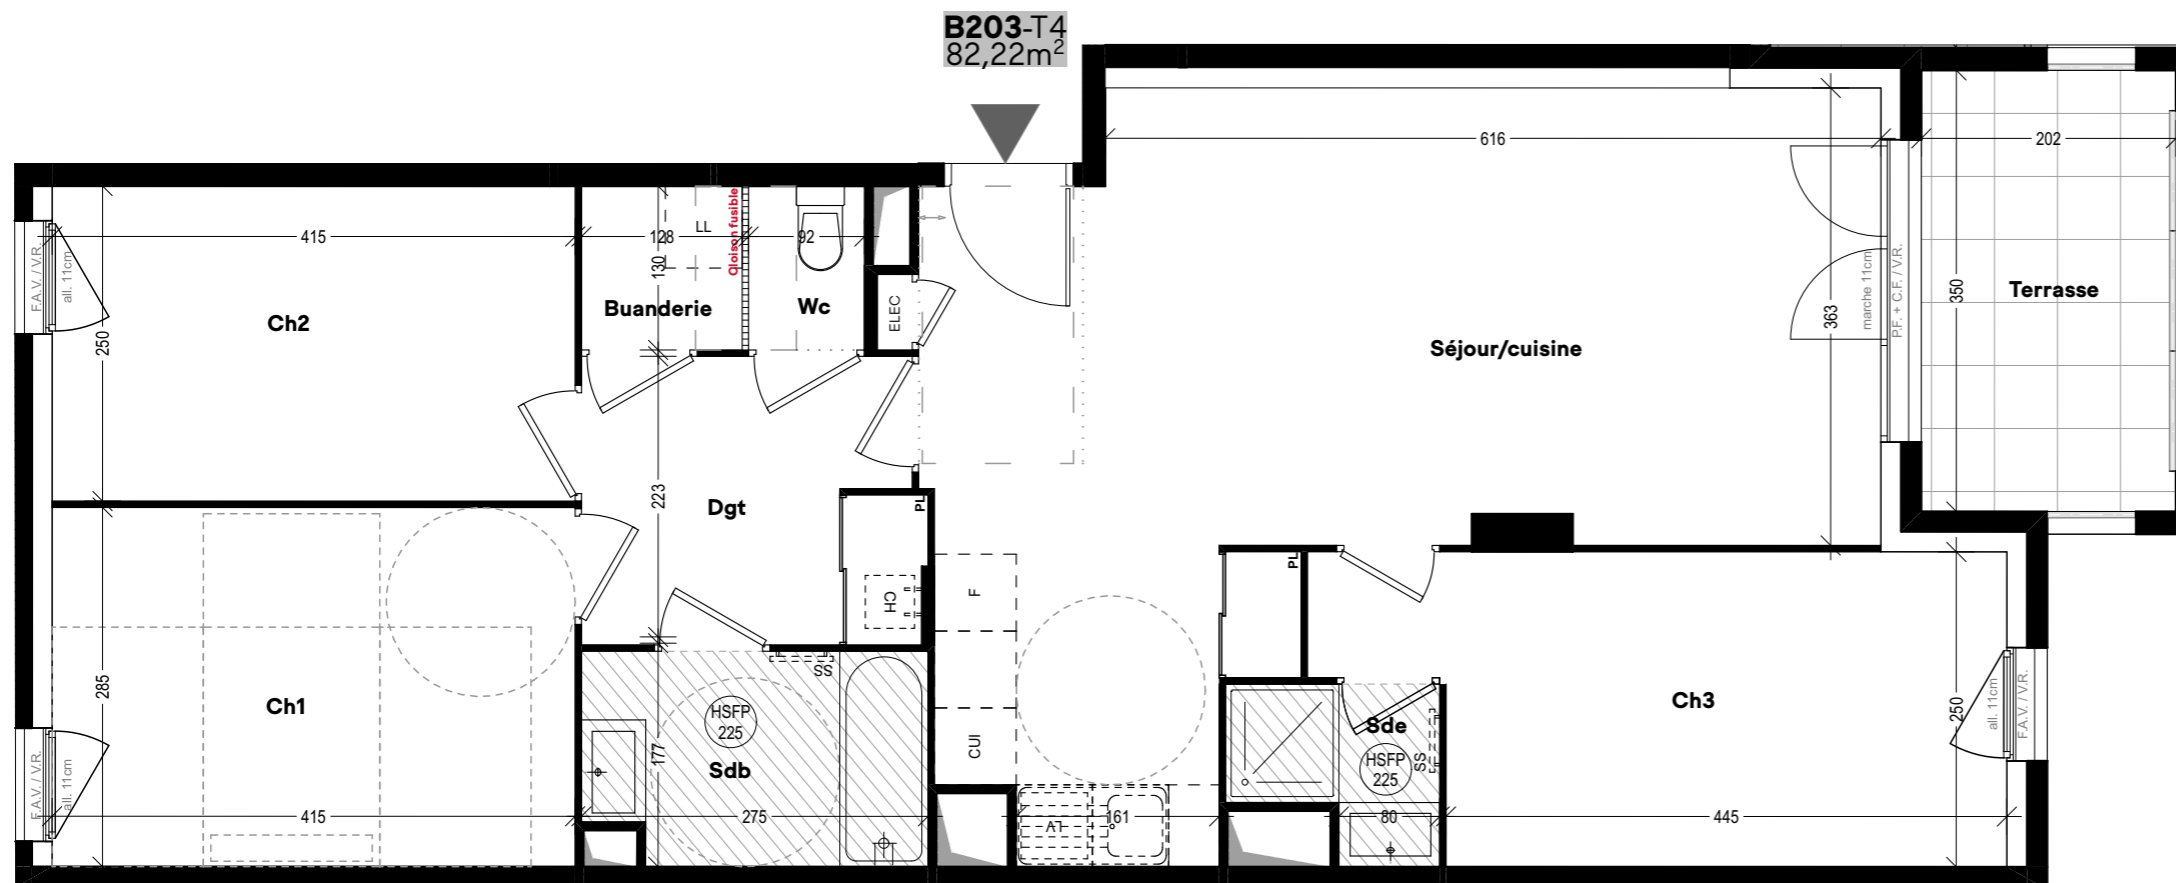 B203-T4
82,22m²
616
202
415
128
92
LL
Cloison fusible
130
F.A.V. / V.R.
all. 11cm
250
Ch2
Buanderie
Wc
ELEC
Séjour/cuisine
363
marche 11cm
P.F. + C.F. / V.R.
350
Terrasse
223
Dgt
PL
CH
F
PL
285
Ch1
SS
HSFP
225
Sdb
177
CUI
Sde
HSFP
225
SS
Ch3
250
all. 11cm
F.A.V. / V.R.
F.A.V. / V.R.
all. 11cm
415
275
LV
161
80
445